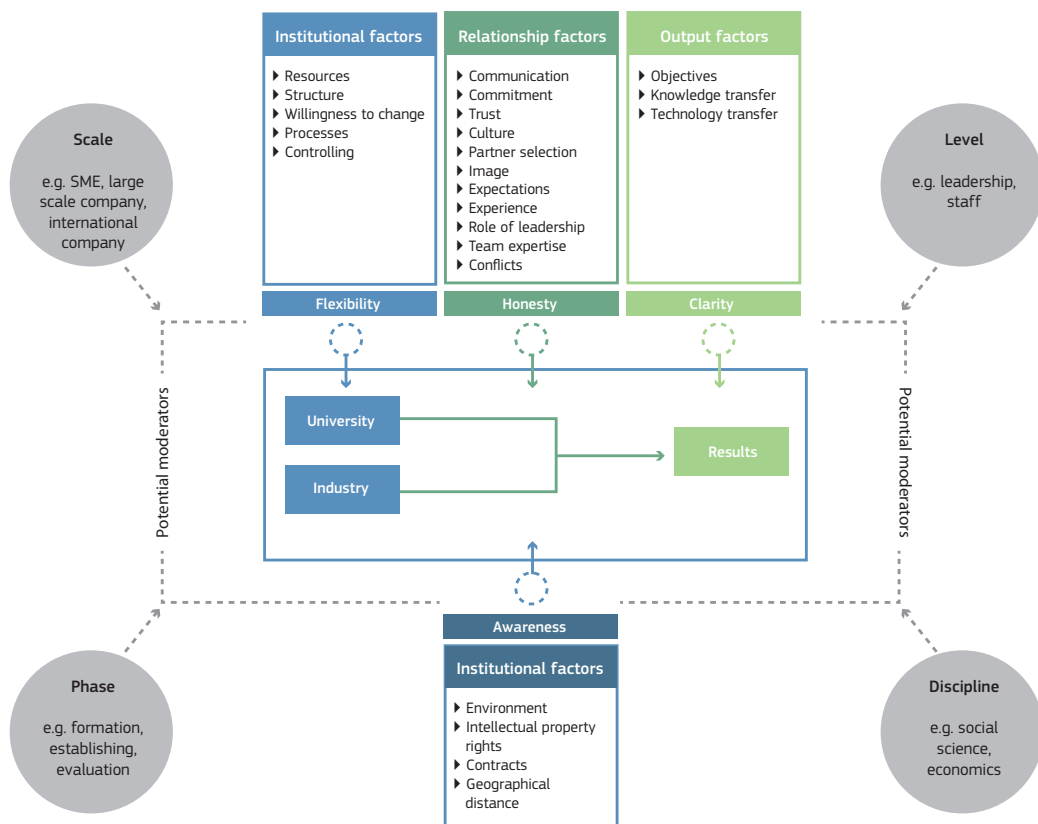 Institutional factors
Resources
Structure
Willingness to change
Processes
Controlling
Flexibility
Relationship factors
Communication
Commitment
Trust
Culture
Partner selection
Image
Expectations
Experience
Role of leadership
Team expertise
Conflicts
Honesty
Output factors
Objectives
Knowledge transfer
Technology transfer
Clarity
Scale
e.g. SME, large
scale company,
international
company
Level
e.g. leadership,
staff
Potential moderators
University
Industry
Results
Potential moderators
Awareness
Institutional factors
Environment
Intellectual property
rights
Contracts
Geographical
distance
Phase
e.g. formation,
establishing,
evaluation
Discipline
e.g. social
science,
economics